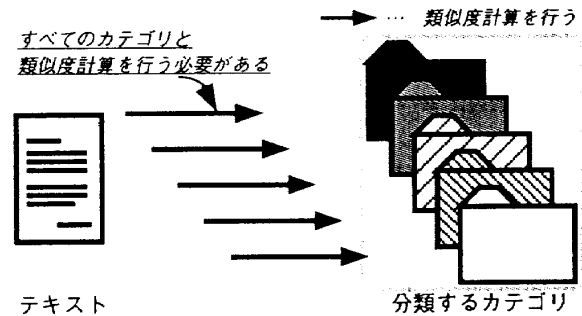 → … 類似度計算を行う
すべてのカテゴリと
類似度計算を行う必要がある
テキスト
分類するカテゴリ